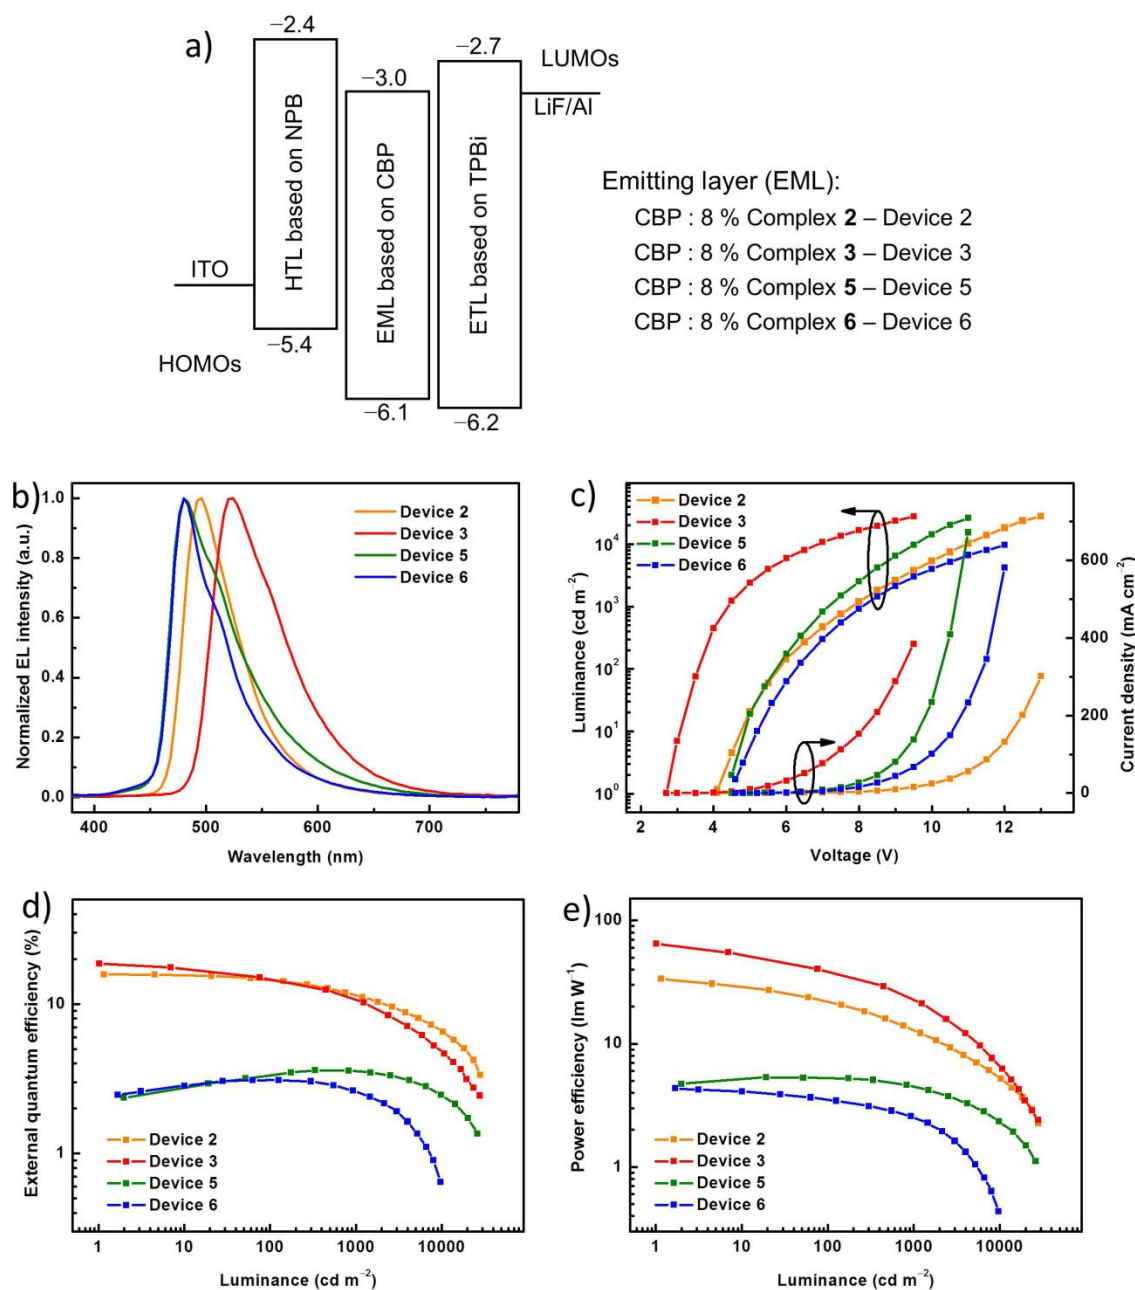 a)
−2.4
−2.7
LUMOs
−3.0
LiF/Al
HTL based on NPB
EML based on CBP
ETL based on TPBi
ITO
−5.4
HOMOs
−6.1
−6.2
Emitting layer (EML):
CBP : 8 % Complex 2 – Device 2
CBP : 8 % Complex 3 – Device 3
CBP : 8 % Complex 5 – Device 5
CBP : 8 % Complex 6 – Device 6
b)
Normalized EL intensity (a.u.)
1.0
0.8
0.6
0.4
0.2
0.0
Device 2
Device 3
Device 5
Device 6
400
500
600
700
Wavelength (nm)
c)
Luminance (cd m⁻²)
10⁴
10³
10²
10¹
10⁰
Device 2
Device 3
Device 5
Device 6
600
400
200
0
Current density (mA cm⁻²)
2
4
6
8
10
12
Voltage (V)
d)
External quantum efficiency (%)
10
1
Device 2
Device 3
Device 5
Device 6
1
10
100
1000
10000
Luminance (cd m⁻²)
e)
Power efficiency (lm W⁻¹)
100
10
1
Device 2
Device 3
Device 5
Device 6
1
10
100
1000
10000
Luminance (cd m⁻²)